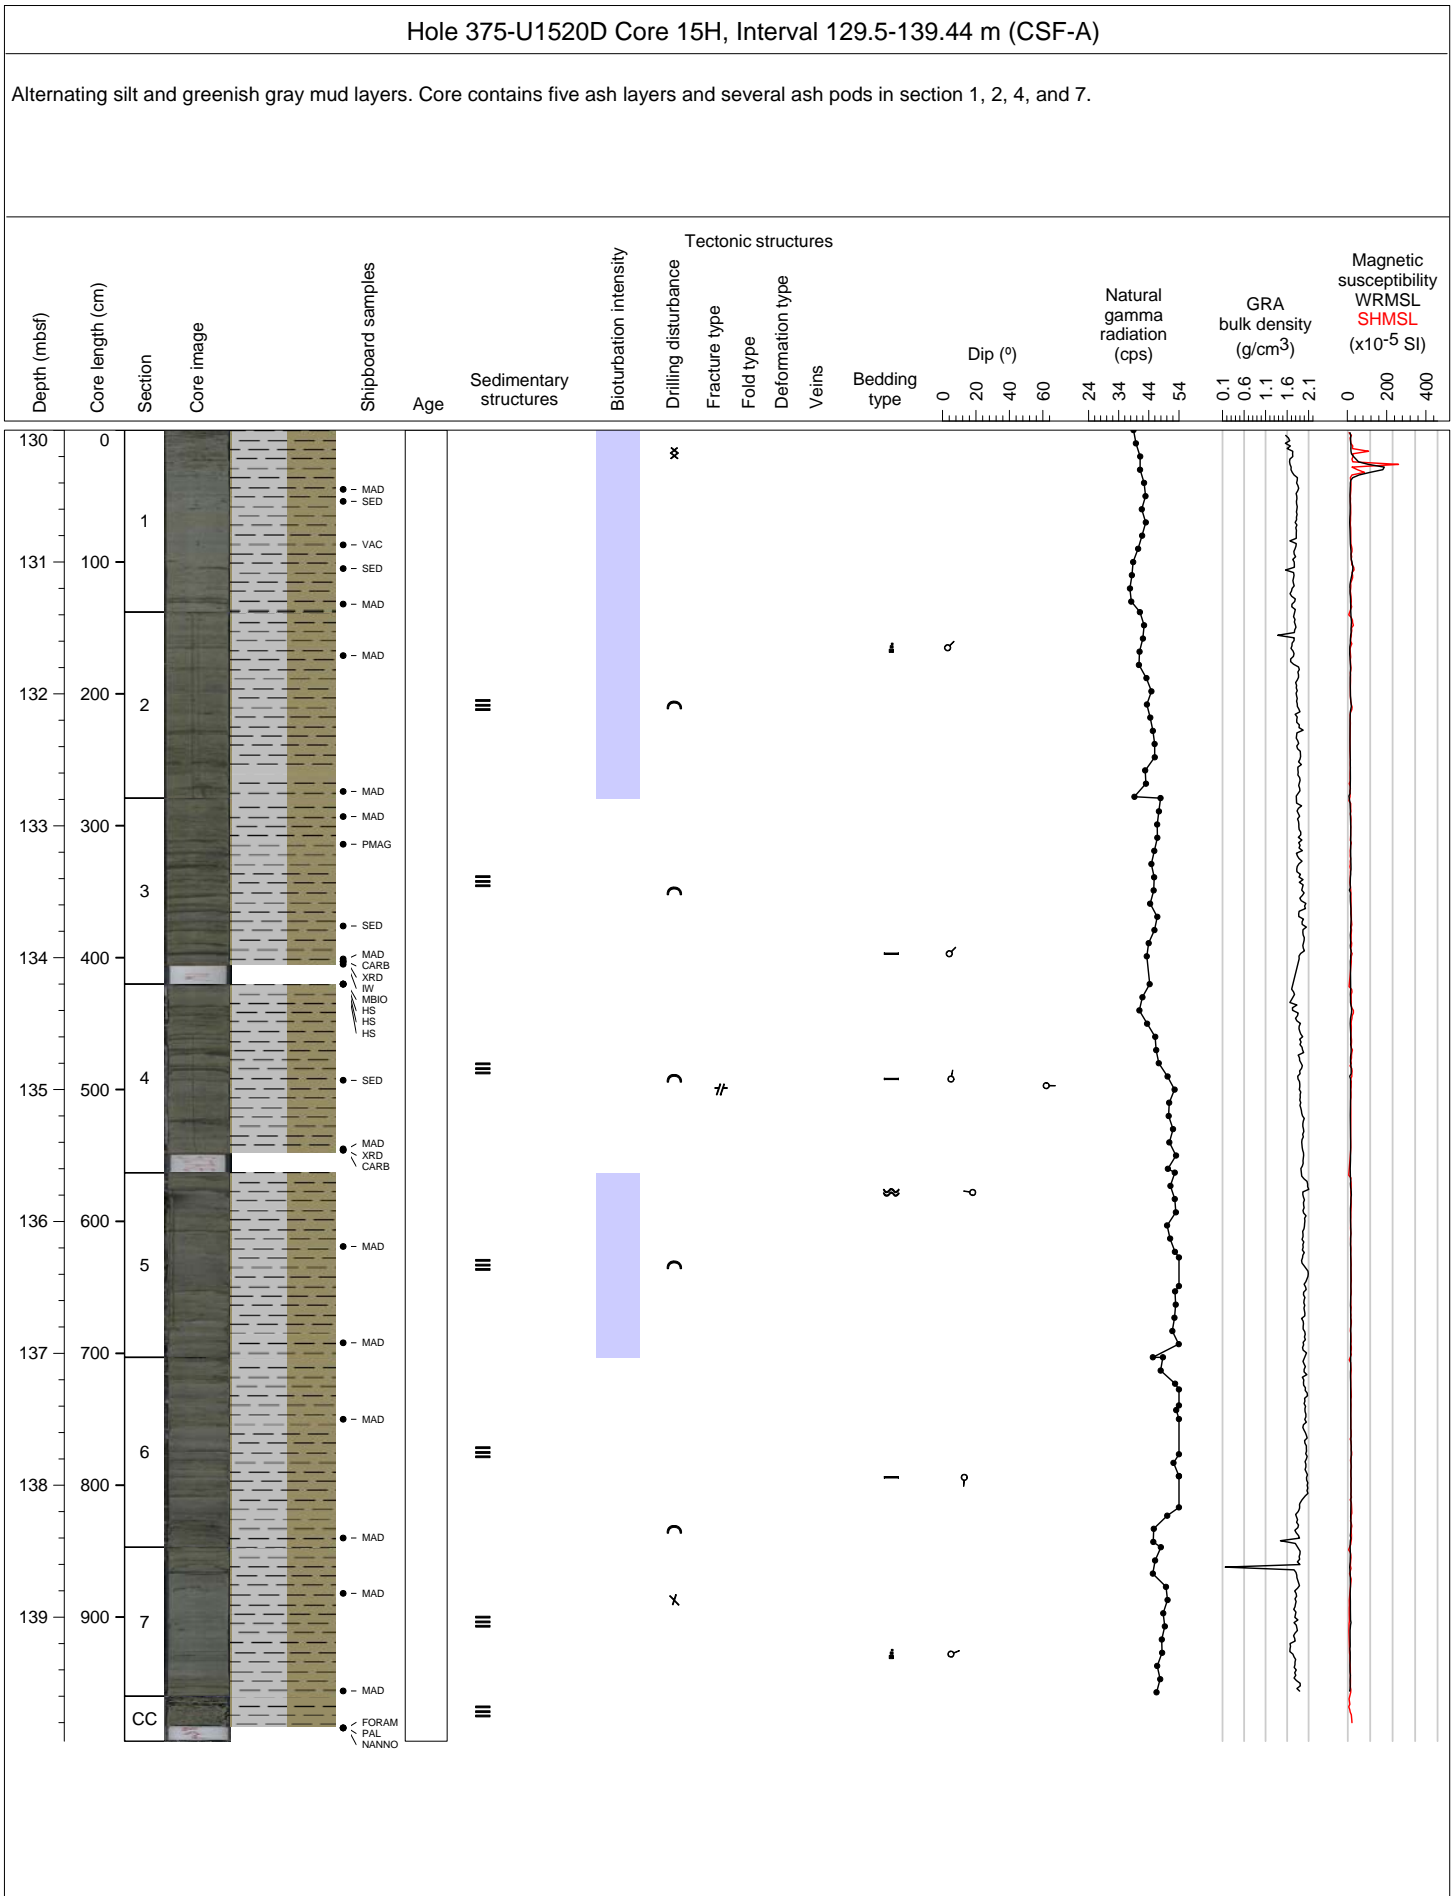 Hole 375-U1520D Core 15H, Interval 129.5-139.44 m (CSF-A)
Alternating silt and greenish gray mud layers. Core contains five ash layers and several ash pods in section 1, 2, 4, and 7.
Tectonic structures
Depth (mbsf)
Core length (cm)
Section
Core image
Shipboard samples
Age
Sedimentary
structures
Bioturbation intensity
Drilling disturbance
Fracture type
Fold type
Deformation type
Veins
Bedding
type
Dip (º)
0 20 40 60
Natural
gamma
radiation
(cps)
24 34 44 54
GRA
bulk density
(g/cm3)
0.1 0.6 1.1 1.6 2.1
Magnetic
susceptibility
WRMSL
SHMSL
(x10-5 SI)
0 200 400
130 0
MAD
SED
1
VAC
131 100
SED
MAD
MAD
132 200
2
MAD
MAD
133 300
PMAG
3
SED
134 400
MAD
CARB
XRD
IW
MBIO
HS
HS
HS
4
SED
135 500
MAD
XRD
CARB
136 600
MAD
5
MAD
137 700
MAD
6
138 800
MAD
MAD
139 900
7
MAD
CC
FORAM
PAL
NANNO